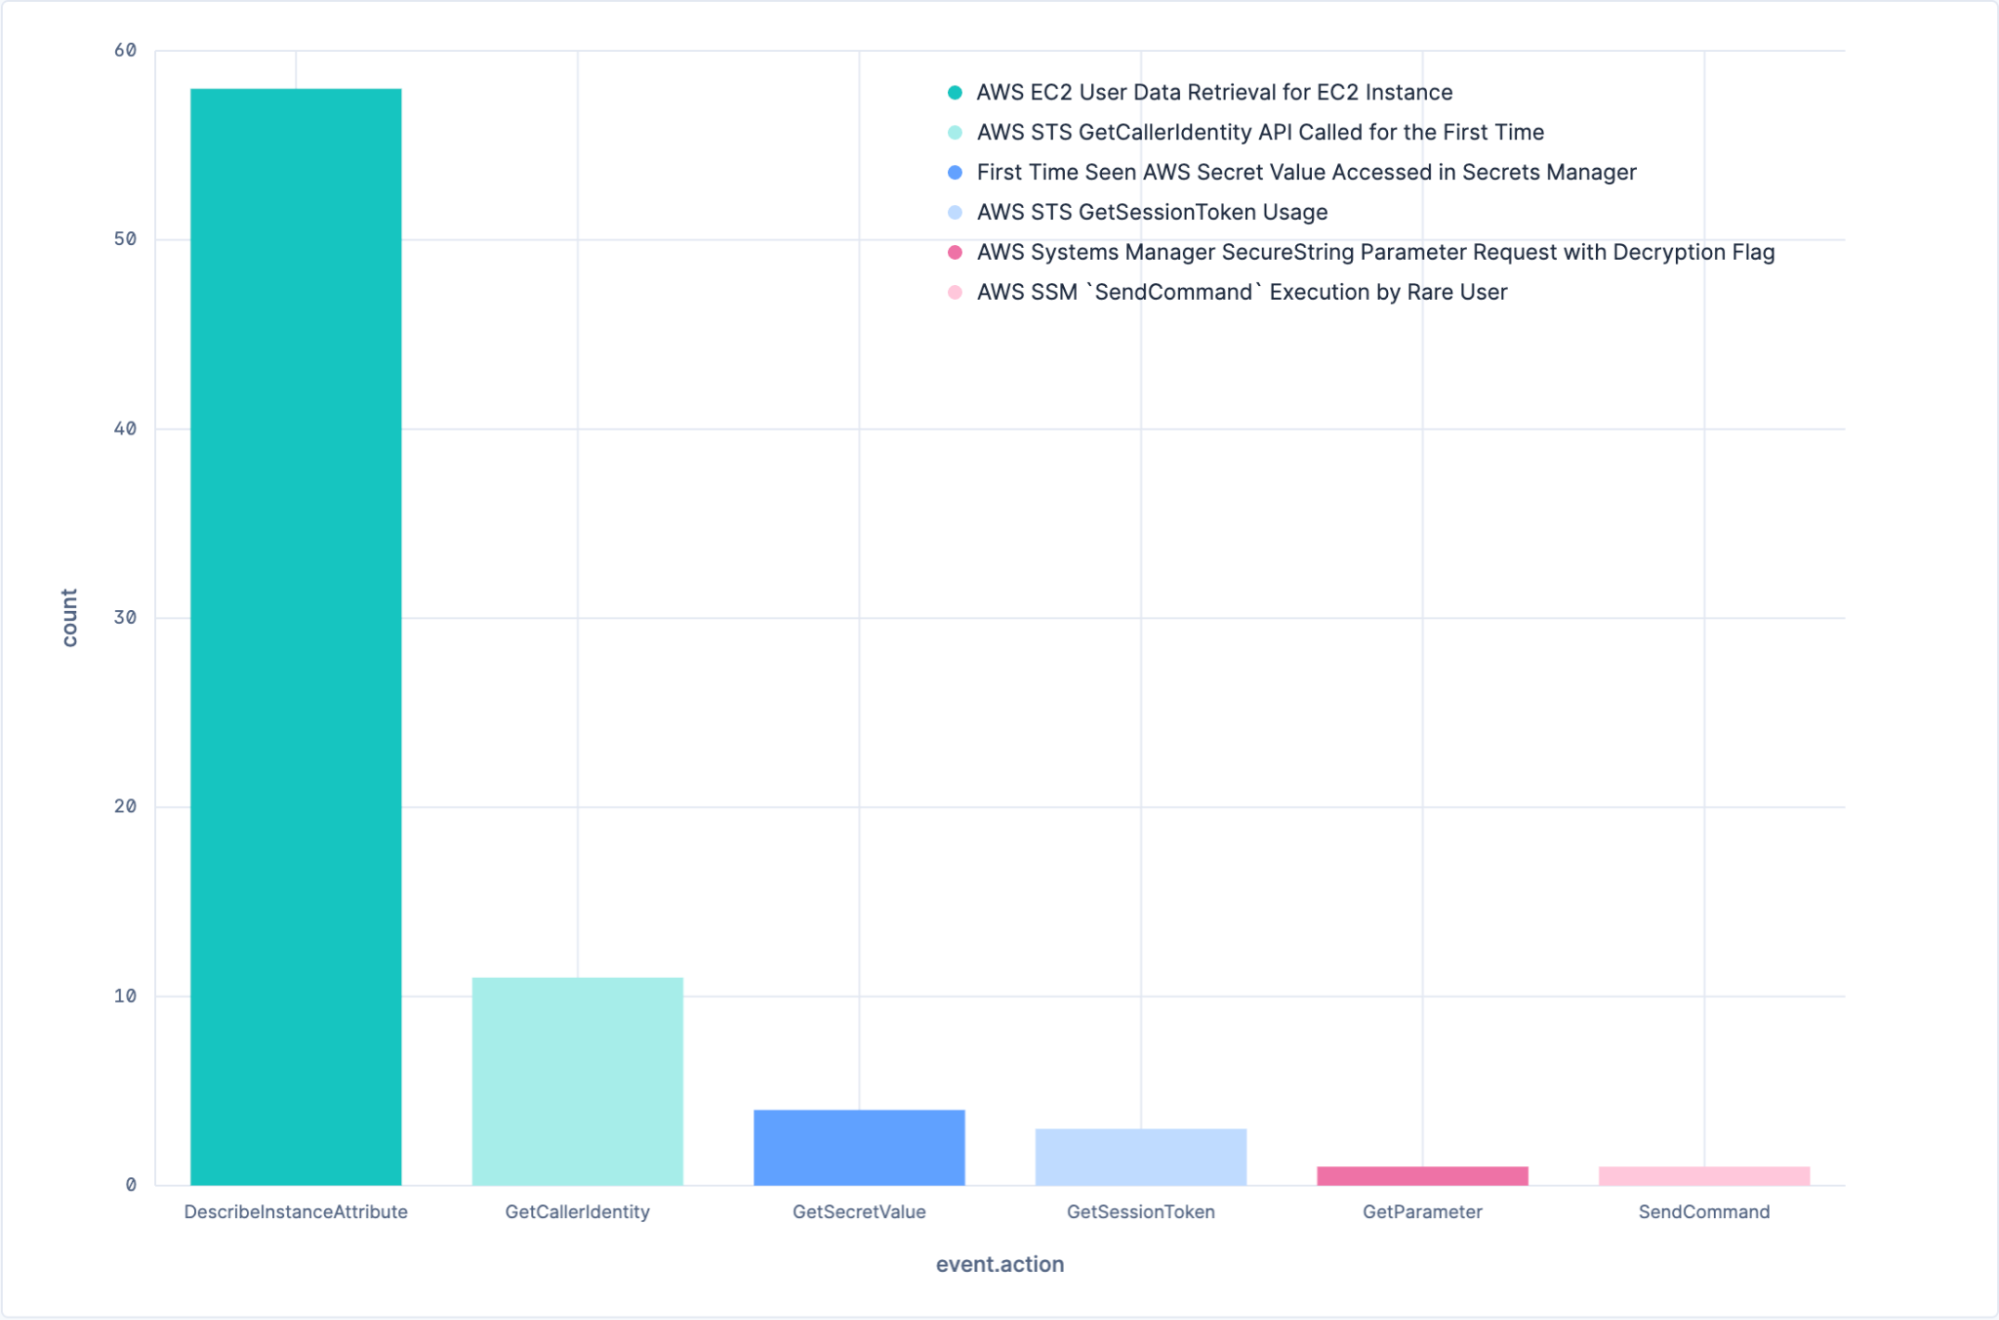 60
50
40
30
20
10
0
count
AWS EC2 User Data Retrieval for EC2 Instance
AWS STS GetCallerIdentity API Called for the First Time
First Time Seen AWS Secret Value Accessed in Secrets Manager
AWS STS GetSessionToken Usage
AWS Systems Manager SecureString Parameter Request with Decryption Flag
AWS SSM `SendCommand` Execution by Rare User
DescribeInstanceAttribute
GetCallerIdentity
GetSecretValue
GetSessionToken
GetParameter
SendCommand
event.action